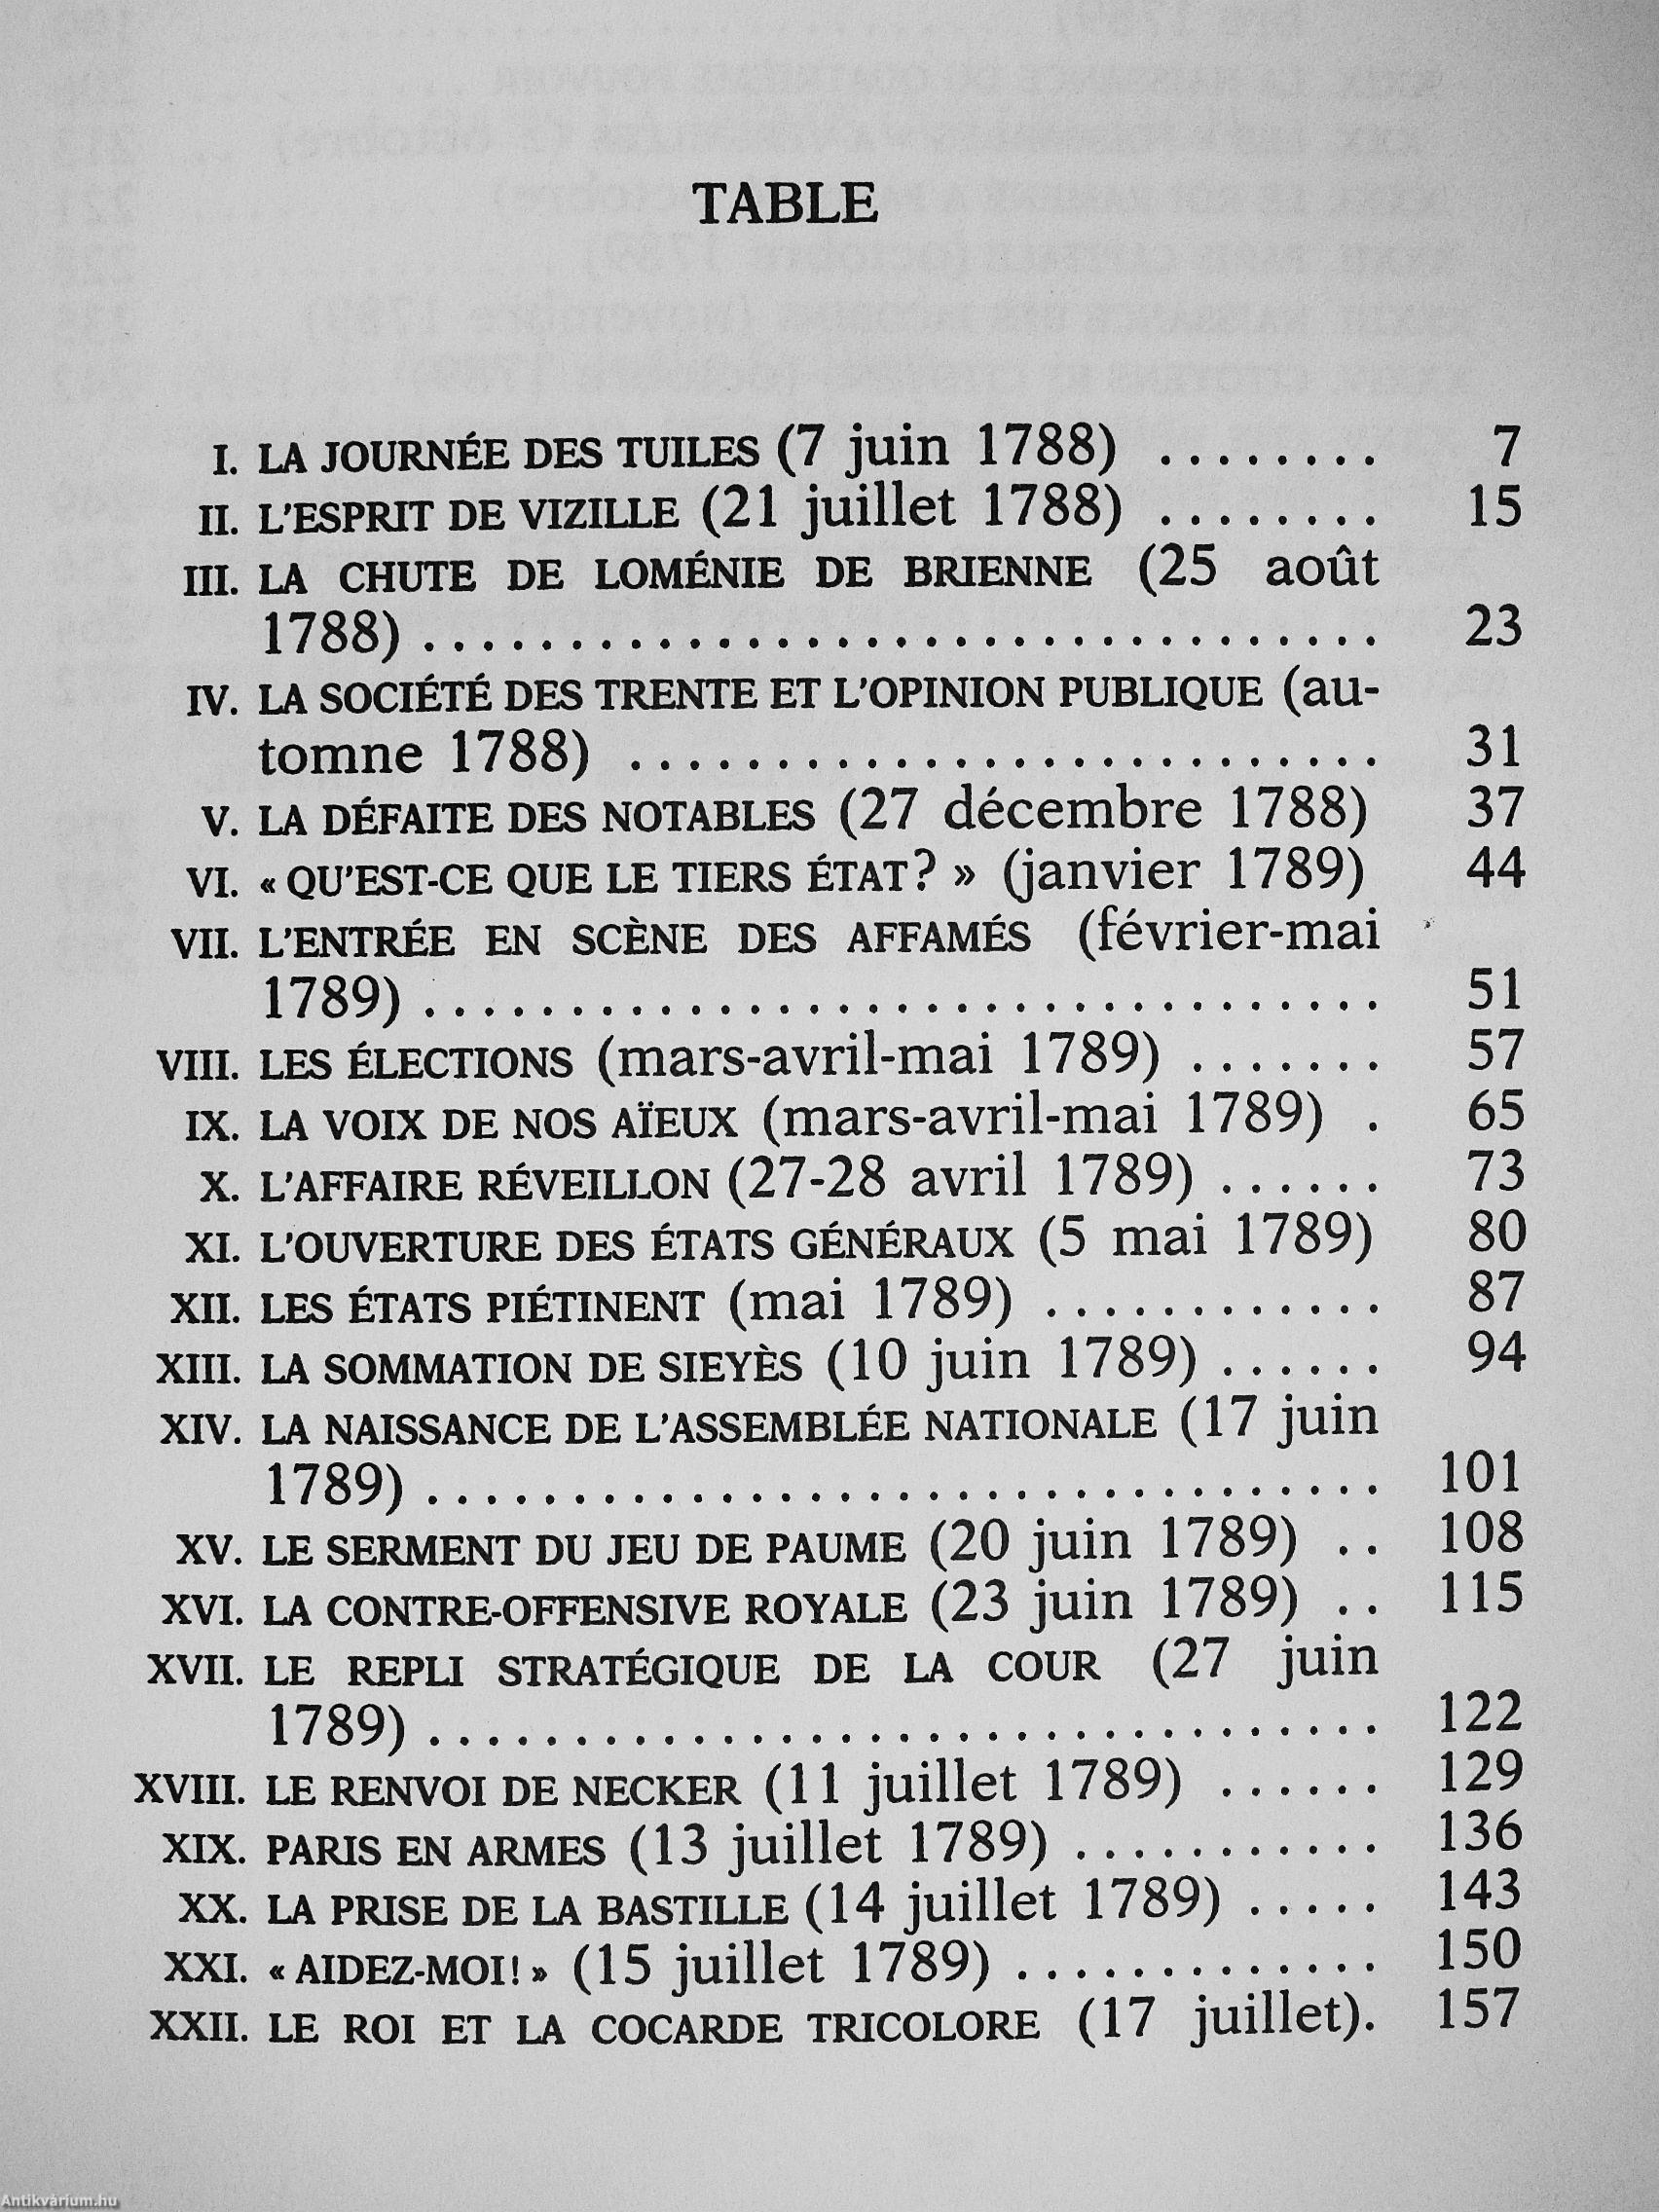 TABLE
I. LA JOURNÉE DES TUILES (7 juin 1788) ........ 7
II. L'ESPRIT DE VIZILLE (21 juillet 1788) ........ 15
III. LA CHUTE DE LOMÉNIE DE BRIENNE (25 août
1788) ................................. 23
IV. LA SOCIÉTÉ DES TRENTE ET L'OPINION PUBLIQUE (au-
tomne 1788) .......................... 31
V. LA DÉFAITE DES NOTABLES (27 décembre 1788) 37
VI. « QU'EST-CE QUE LE TIERS ÉTAT? » (janvier 1789) 44
VII. L'ENTRÉE EN SCÈNE DES AFFAMÉS (février-mai
1789) ................................. 51
VIII. LES ÉLECTIONS (mars-avril-mai 1789) ....... 57
IX. LA VOIX DE NOS AÏEUX (mars-avril-mai 1789) . 65
X. L'AFFAIRE RÉVEILLON (27-28 avril 1789) ...... 73
XI. L'OUVERTURE DES ÉTATS GÉNÉRAUX (5 mai 1789) 80
XII. LES ÉTATS PIÉTINENT (mai 1789) ............ 87
XIII. LA SOMMATION DE SIEYÈS (10 juin 1789) ...... 94
XIV. LA NAISSANCE DE L'ASSEMBLÉE NATIONALE (17 juin
1789) ................................. 101
XV. LE SERMENT DU JEU DE PAUME (20 juin 1789) .. 108
XVI. LA CONTRE-OFFENSIVE ROYALE (23 juin 1789) .. 115
XVII. LE REPLI STRATÉGIQUE DE LA COUR (27 juin
1789) ................................. 122
XVIII. LE RENVOI DE NECKER (11 juillet 1789) ...... 129
XIX. PARIS EN ARMES (13 juillet 1789) ........... 136
XX. LA PRISE DE LA BASTILLE (14 juillet 1789) ..... 143
XXI. « AIDEZ-MOI! » (15 juillet 1789) ............. 150
XXII. LE ROI ET LA COCARDE TRICOLORE (17 juillet). 157
Antikvárium.hu